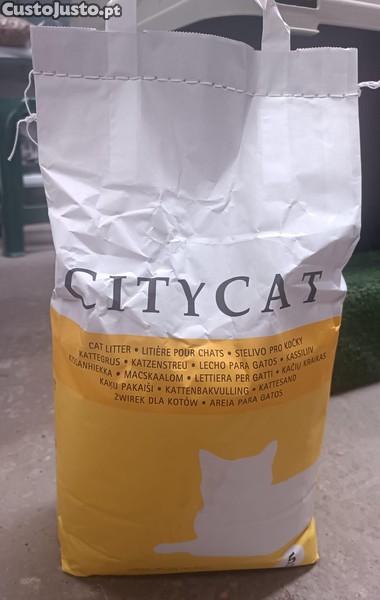 CustoJusto.pt
CITYCAT
CAT LITTER • LITIÈRE POUR CHATS • STELIVO PRO KOČKY
KATTEGRUS • KATZENSTREU • LECHO PARA GATOS • KASSILIIV
KISSANHIEKKA • MACSKAALOM • LETTIERA PER GATTI • KAČIŲ KRAIKAS
KAĶU PAKAIŠI • KATTENBAKVULLING • KATTESAND
ŻWIREK DLA KOTÓW • AREIA PARA GATOS
5